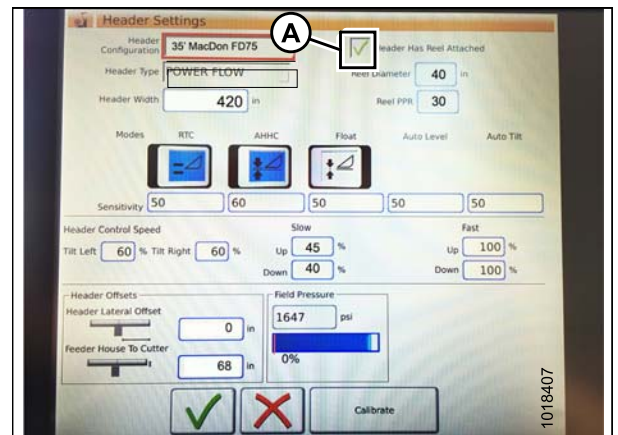 Header Settings
A
Header
Configuration
35' MacDon FD75
Header Has Reel Attached
Header Type
POWER FLOW
Reel Diameter
40
in
Header Width
420
in
Reel PPR
30
Modes
RTC
AHHC
Float
Auto Level
Auto Tilt
Sensitivity
50
60
50
50
50
Header Control Speed
Slow
Fast
Tilt Left
60
%
Tilt Right
60
%
Up
45
%
Up
100
%
Down
40
%
Down
100
%
Header Offsets
Field Pressure
Header Lateral Offset
0
in
1647
psi
Feeder House To Cutter
68
in
0%
Calibrate
1018407